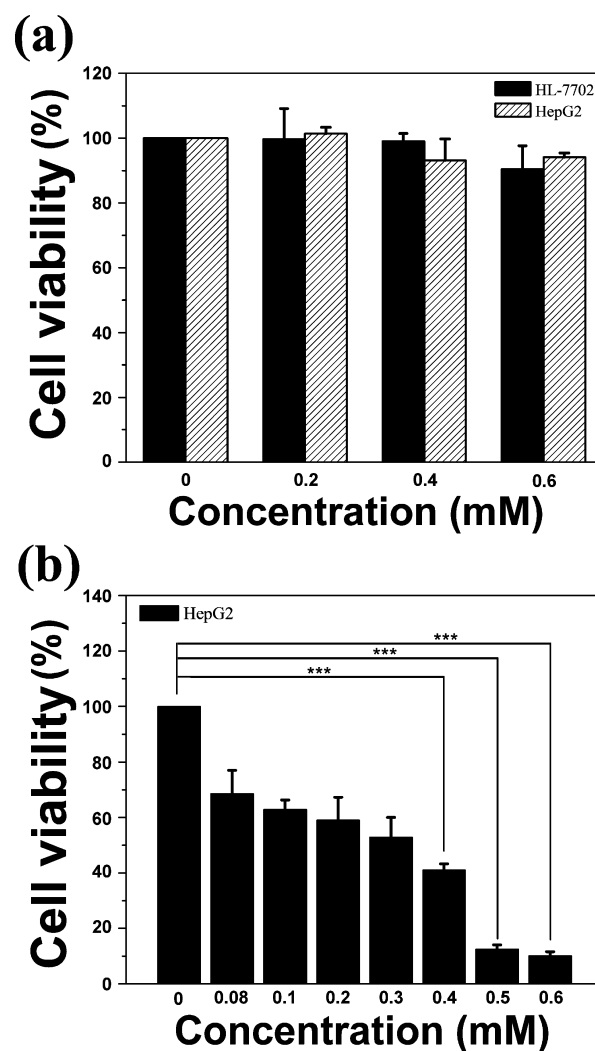 (a)
Cell viability (%)
120
100
80
60
40
20
0
HL-7702
HepG2
0 0.2 0.4 0.6
Concentration (mM)
(b)
Cell viability (%)
140
120
100
80
60
40
20
0
HepG2
***
***
***
0 0.08 0.1 0.2 0.3 0.4 0.5 0.6
Concentration (mM)